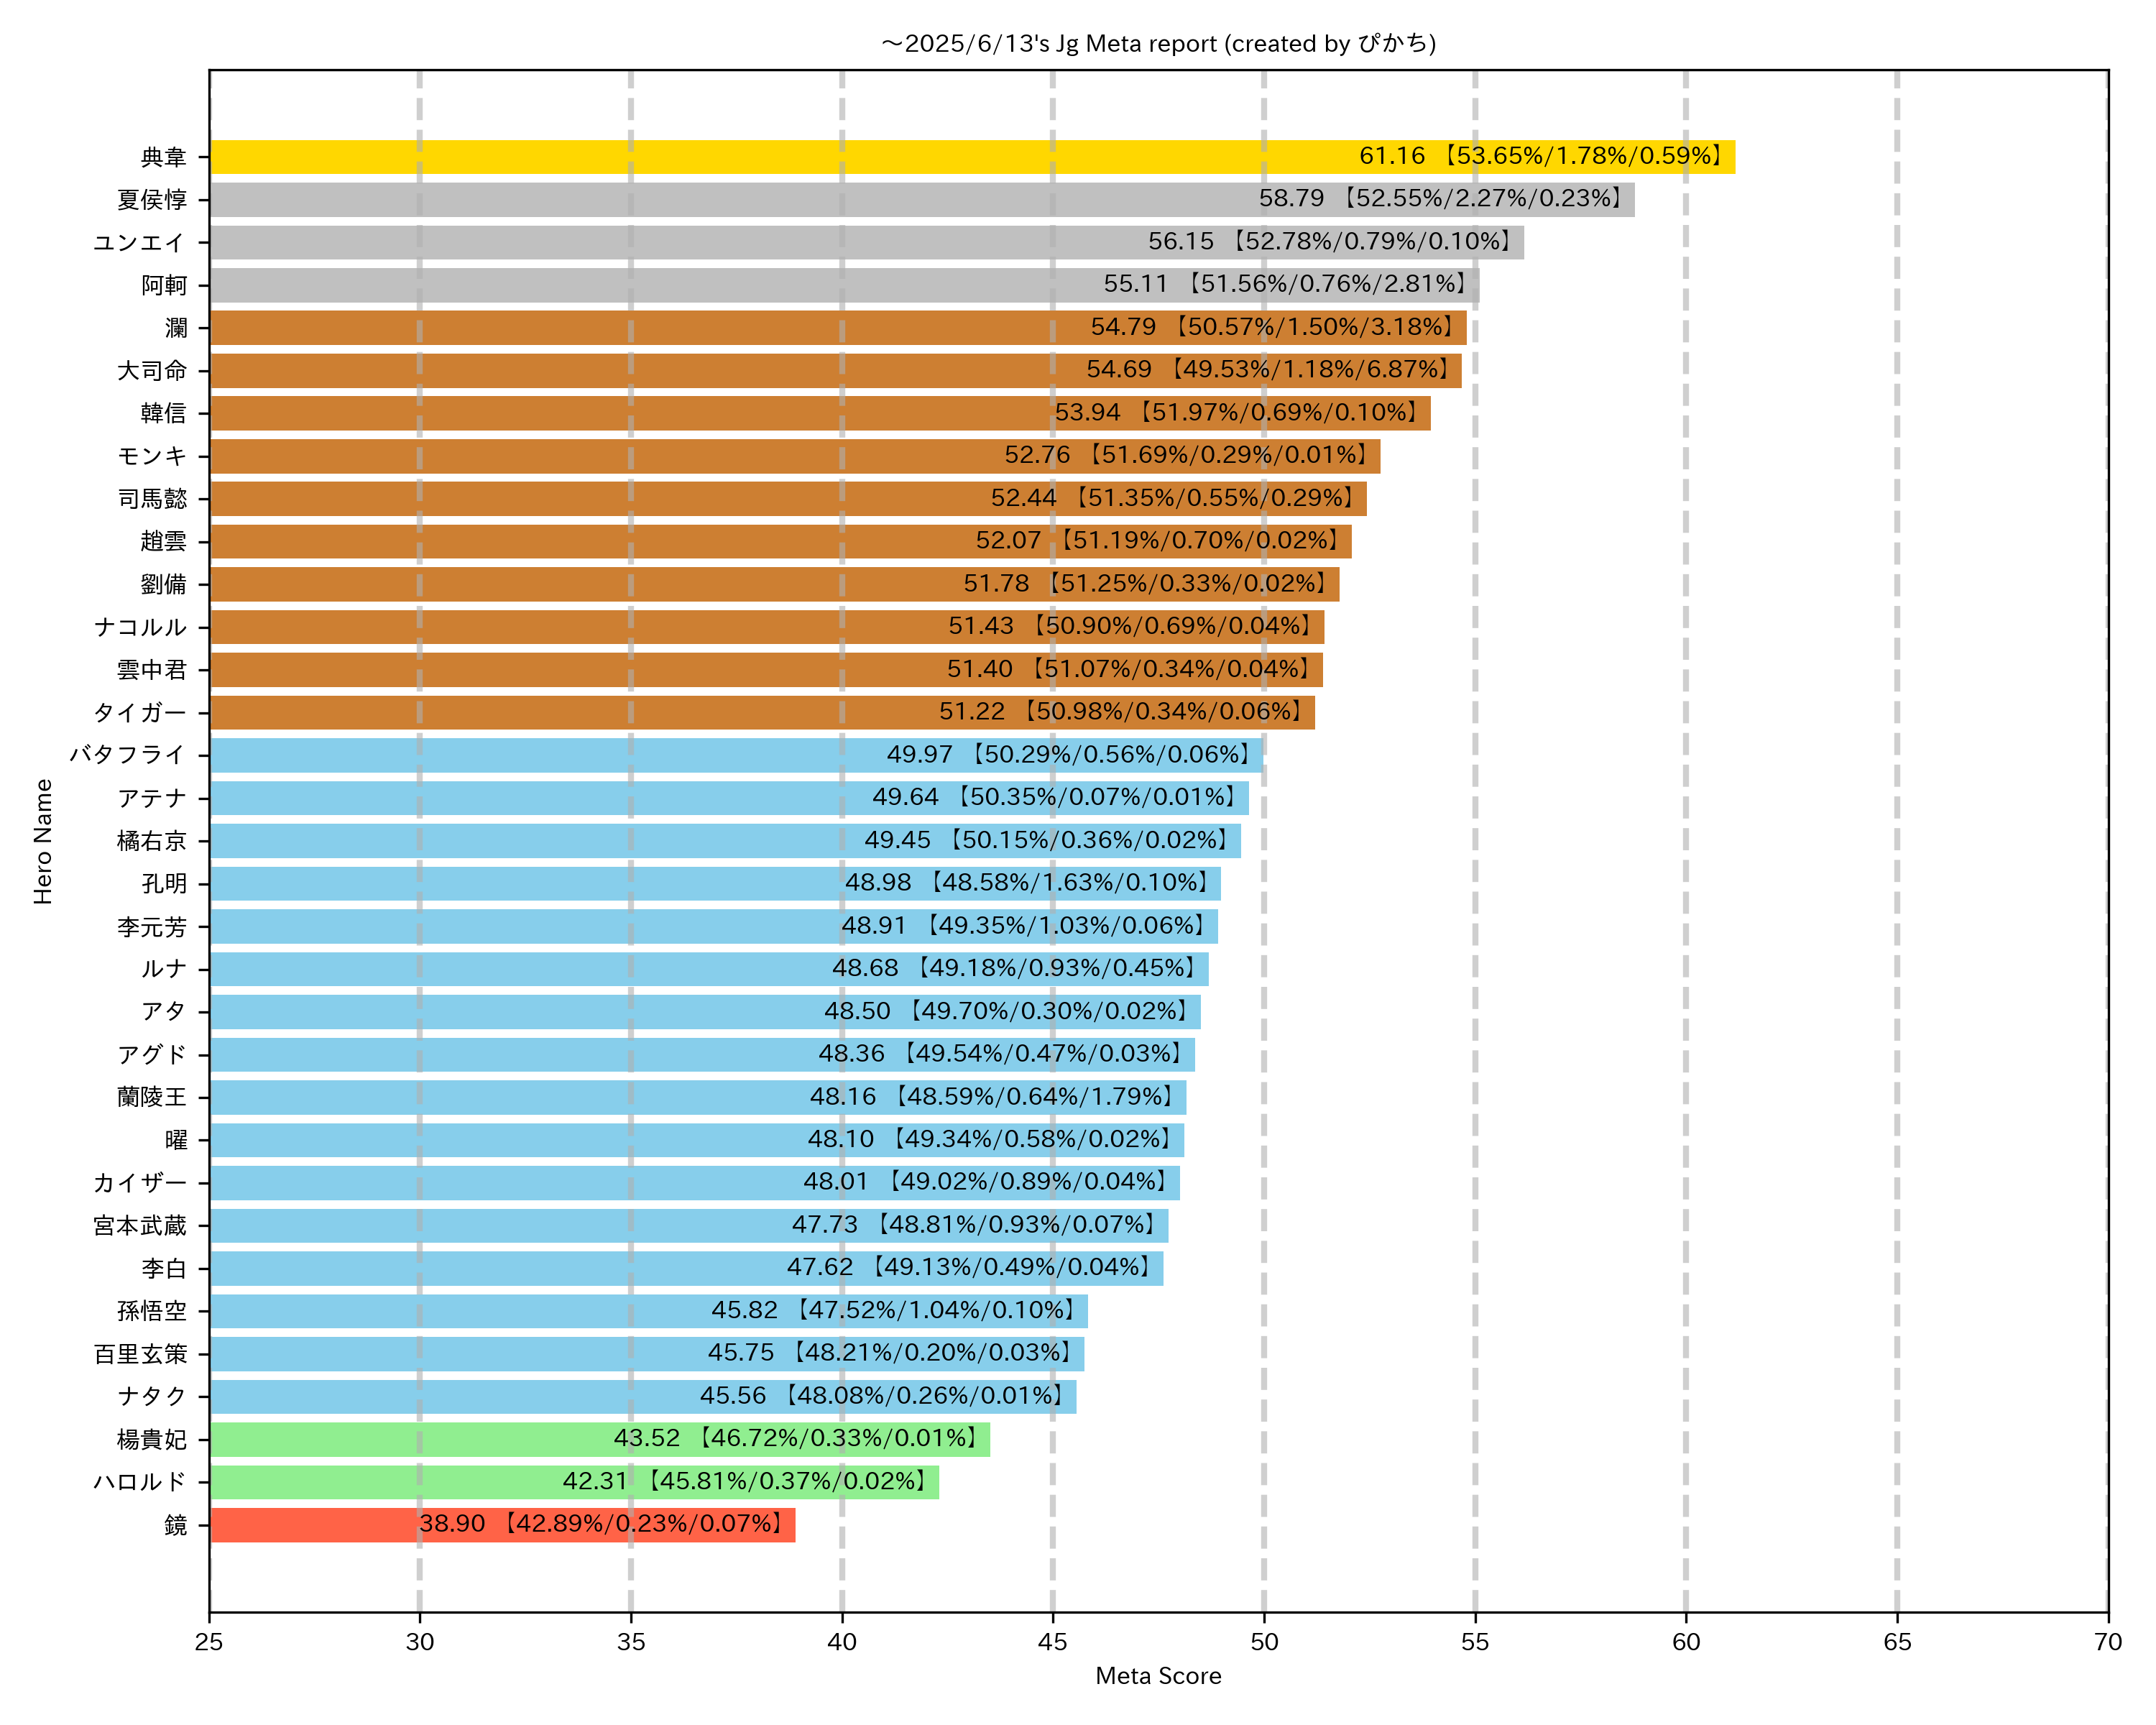 ～2025/6/13's Jg Meta report (created by ぴかち)
典韋 61.16 【53.65%/1.78%/0.59%】
夏侯惇 58.79 【52.55%/2.27%/0.23%】
ユンエイ 56.15 【52.78%/0.79%/0.10%】
阿軻 55.11 【51.56%/0.76%/2.81%】
瀾 54.79 【50.57%/1.50%/3.18%】
大司命 54.69 【49.53%/1.18%/6.87%】
韓信 53.94 【51.97%/0.69%/0.10%】
モンキ 52.76 【51.69%/0.29%/0.01%】
司馬懿 52.44 【51.35%/0.55%/0.29%】
趙雲 52.07 【51.19%/0.70%/0.02%】
劉備 51.78 【51.25%/0.33%/0.02%】
ナコルル 51.43 【50.90%/0.69%/0.04%】
雲中君 51.40 【51.07%/0.34%/0.04%】
タイガー 51.22 【50.98%/0.34%/0.06%】
バタフライ 49.97 【50.29%/0.56%/0.06%】
アテナ 49.64 【50.35%/0.07%/0.01%】
橘右京 49.45 【50.15%/0.36%/0.02%】
孔明 48.98 【48.58%/1.63%/0.10%】
李元芳 48.91 【49.35%/1.03%/0.06%】
ルナ 48.68 【49.18%/0.93%/0.45%】
アタ 48.50 【49.70%/0.30%/0.02%】
アグド 48.36 【49.54%/0.47%/0.03%】
蘭陵王 48.16 【48.59%/0.64%/1.79%】
曜 48.10 【49.34%/0.58%/0.02%】
カイザー 48.01 【49.02%/0.89%/0.04%】
宮本武蔵 47.73 【48.81%/0.93%/0.07%】
李白 47.62 【49.13%/0.49%/0.04%】
孫悟空 45.82 【47.52%/1.04%/0.10%】
百里玄策 45.75 【48.21%/0.20%/0.03%】
ナタク 45.56 【48.08%/0.26%/0.01%】
楊貴妃 43.52 【46.72%/0.33%/0.01%】
ハロルド 42.31 【45.81%/0.37%/0.02%】
鏡 38.90 【42.89%/0.23%/0.07%】
Hero Name
25 30 35 40 45 50 55 60 65 70
Meta Score